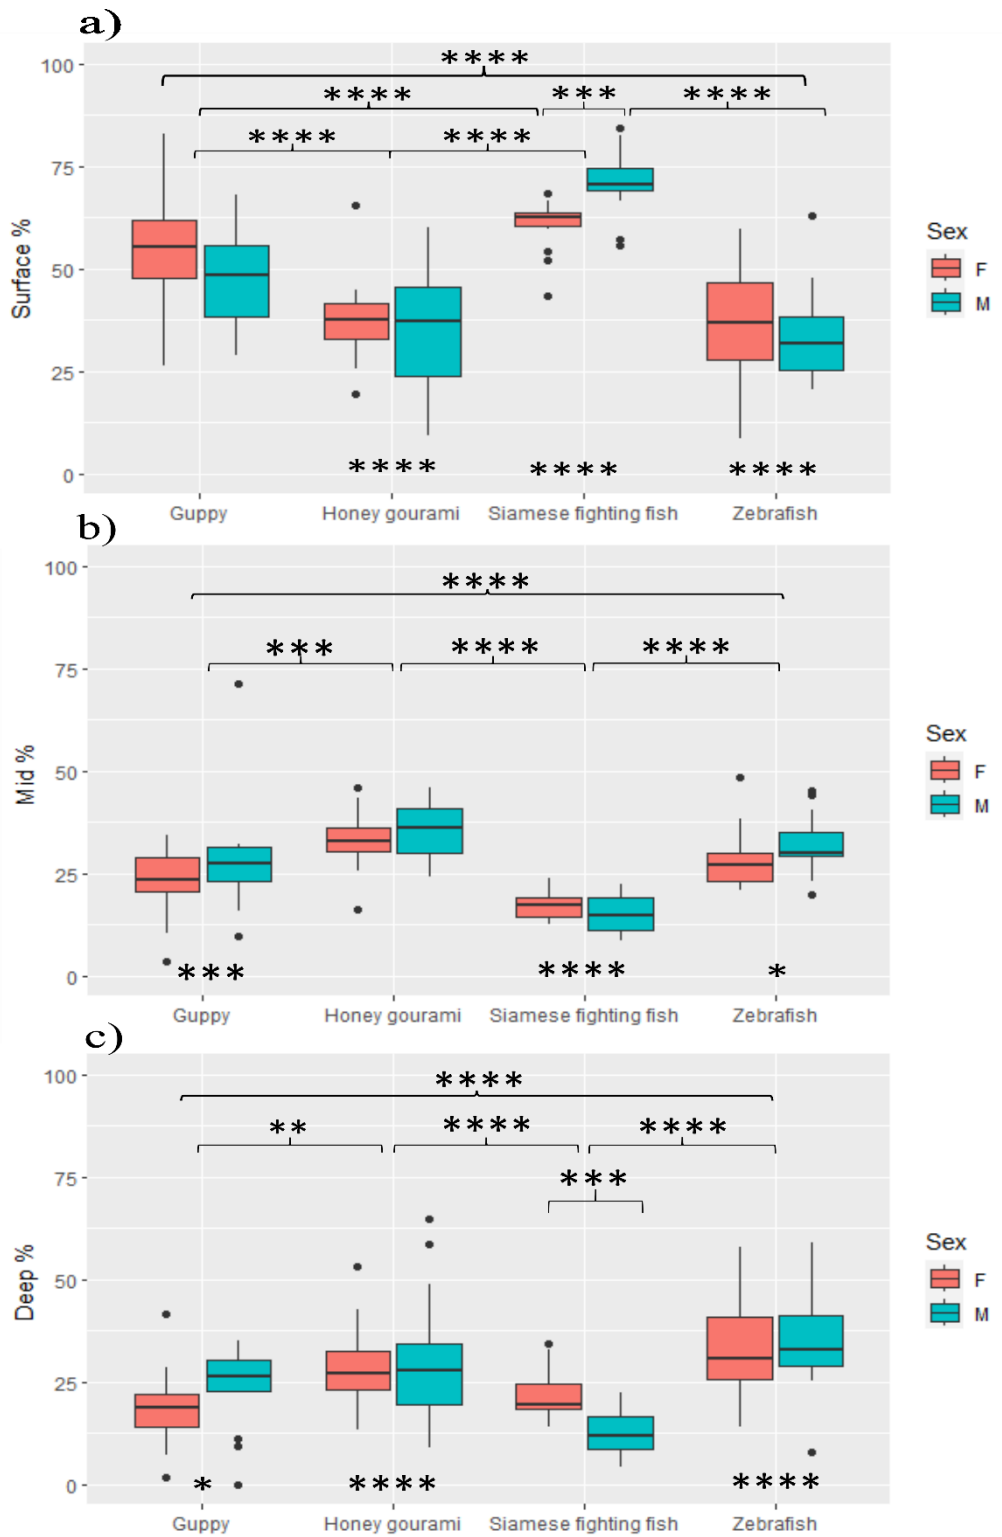 a)
****
**** *** ****
**** ****
100
75
50
25
0
Surface %
**** **** ****
Guppy Honey gourami Siamese fighting fish Zebrafish
Sex
F
M
b)
****
*** **** ****
100
75
50
25
0
Mid %
*** **** *
Guppy Honey gourami Siamese fighting fish Zebrafish
Sex
F
M
c)
****
** **** ****
***
100
75
50
25
0
Deep %
* **** ****
Guppy Honey gourami Siamese fighting fish Zebrafish
Sex
F
M